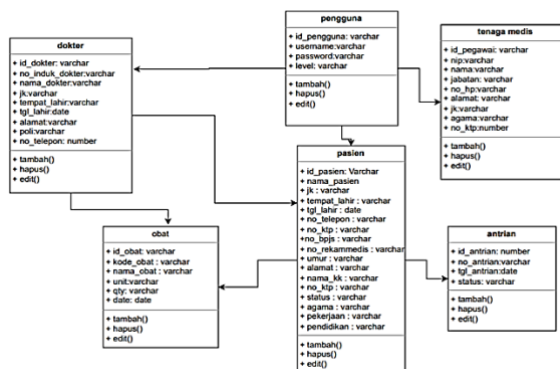 pengguna
+ id_pengguna: varchar
+ username:varchar
+ password:varchar
+ level: varchar
+ tambah()
+ hapus()
+ edit()
dokter
+ id_dokter: varchar
+ no_induk_dokter:varchar
+ nama_dokter:varchar
+ jk:varchar
+ tempat_lahir:varchar
+ tgl_lahir:date
+ alamat:varchar
+ poli:varchar
+ no_telepon: number
+ tambah()
+ hapus()
+ edit()
tenaga medis
+ id_pegawai: varchar
+ nip:varchar
+ nama:varchar
+ jabatan: varchar
+ no_hp:varchar
+ alamat: varchar
+ jk:varchar
+ agama:varchar
+ no_ktp:number
+ tambah()
+ hapus()
+ edit()
pasien
+ id_pasien: Varchar
+ nama_pasien
+ jk : varchar
+ tempat_lahir : varchar
+ tgl_lahir : date
+ no_telepon : varchar
+ no_ktp : varchar
+no_bpjs : varchar
+ no_rekammedis : varchar
+ umur : varchar
+ alamat : varchar
+ nama_kk : varchar
+ no_ktp : varchar
+ status : varchar
+ agama : varchar
+ pekerjaan : varchar
+ pendidikan : varchar
+ tambah()
+ hapus()
+ edit()
obat
+ id_obat: varchar
+ kode_obat : varchar
+ nama_obat : varchar
+ unit:varchar
+ qty: varchar
+ date: date
+ tambah()
+ hapus()
+ edit()
antrian
+ id_antrian: number
+ no_antrian:varchar
+ tgl_antrian:date
+ status: varchar
+ tambah()
+ hapus()
+ edit()